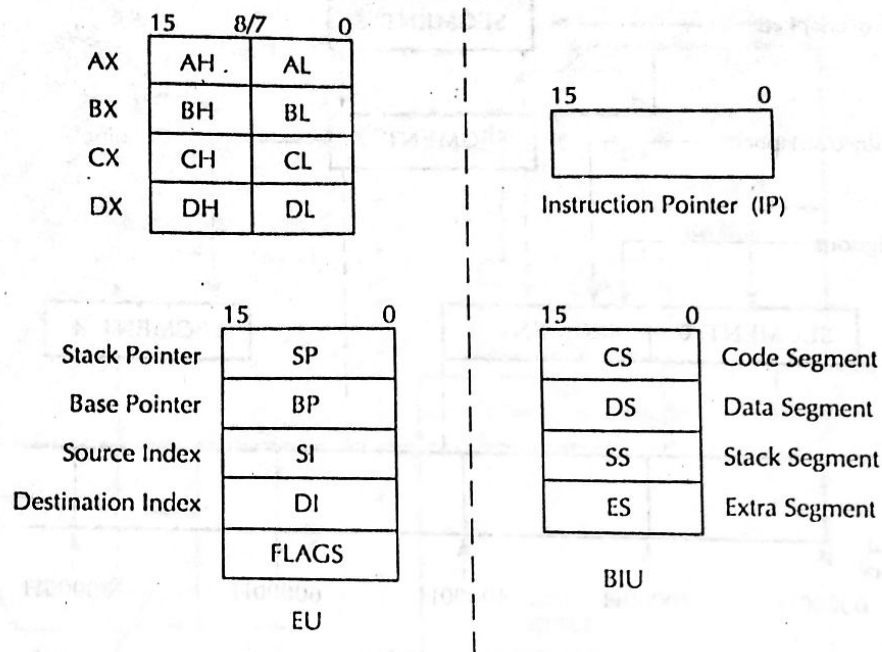 15 8/7 0
AX AH AL
BX BH BL
CX CH CL
DX DH DL
15 0
Instruction Pointer (IP)
15 0
Stack Pointer SP
Base Pointer BP
Source Index SI
Destination Index DI
FLAGS
EU
15 0
CS Code Segment
DS Data Segment
SS Stack Segment
ES Extra Segment
BIU